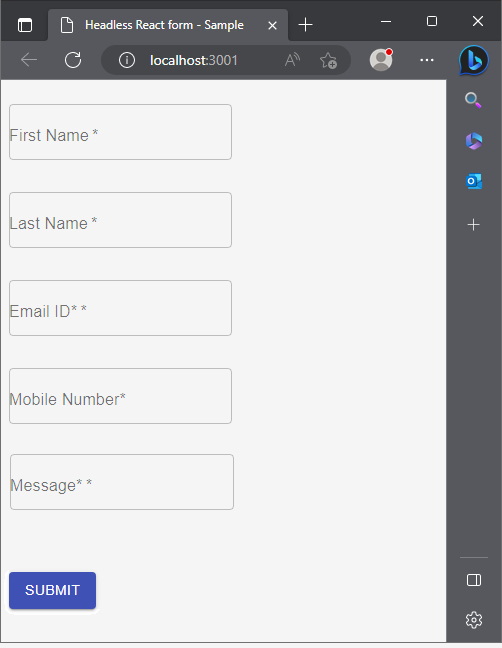 Headless React form - Sample
localhost:3001
First Name *
Last Name *
Email ID* *
Mobile Number*
Message* *
SUBMIT